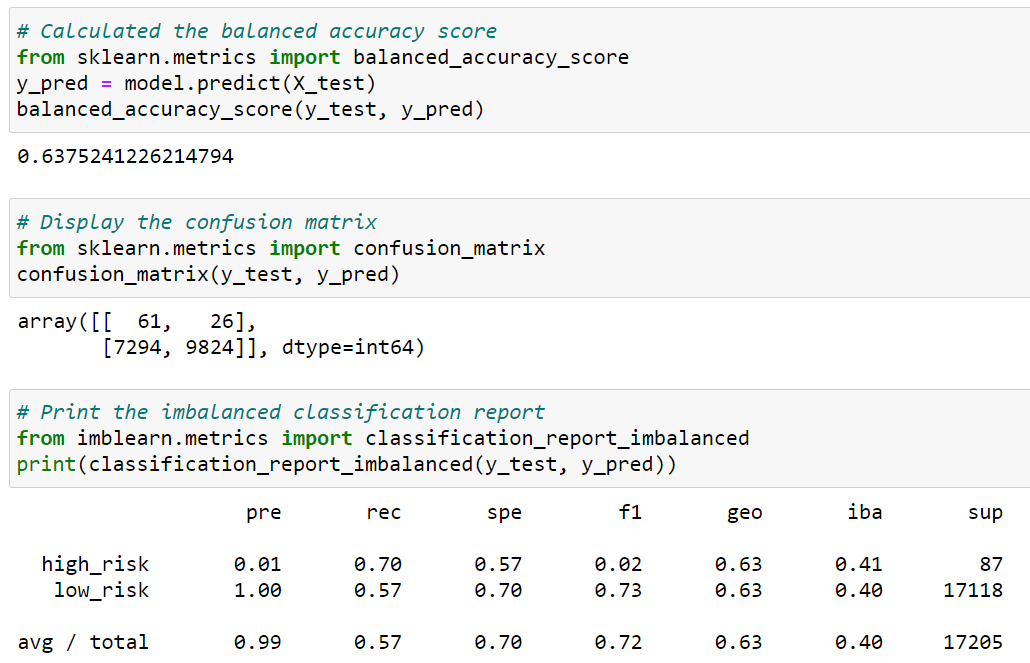 # Calculated the balanced accuracy score
from sklearn.metrics import balanced_accuracy_score
y_pred = model.predict(X_test)
balanced_accuracy_score(y_test, y_pred)
0.6375241226214794
# Display the confusion matrix
from sklearn.metrics import confusion_matrix
confusion_matrix(y_test, y_pred)
array([[  61,   26],
       [7294, 9824]], dtype=int64)
# Print the imbalanced classification report
from imblearn.metrics import classification_report_imbalanced
print(classification_report_imbalanced(y_test, y_pred))
                   pre       rec       spe        f1       geo       iba       sup
  high_risk       0.01      0.70      0.57      0.02      0.63      0.41        87
   low_risk       1.00      0.57      0.70      0.73      0.63      0.40     17118
avg / total       0.99      0.57      0.70      0.72      0.63      0.40     17205